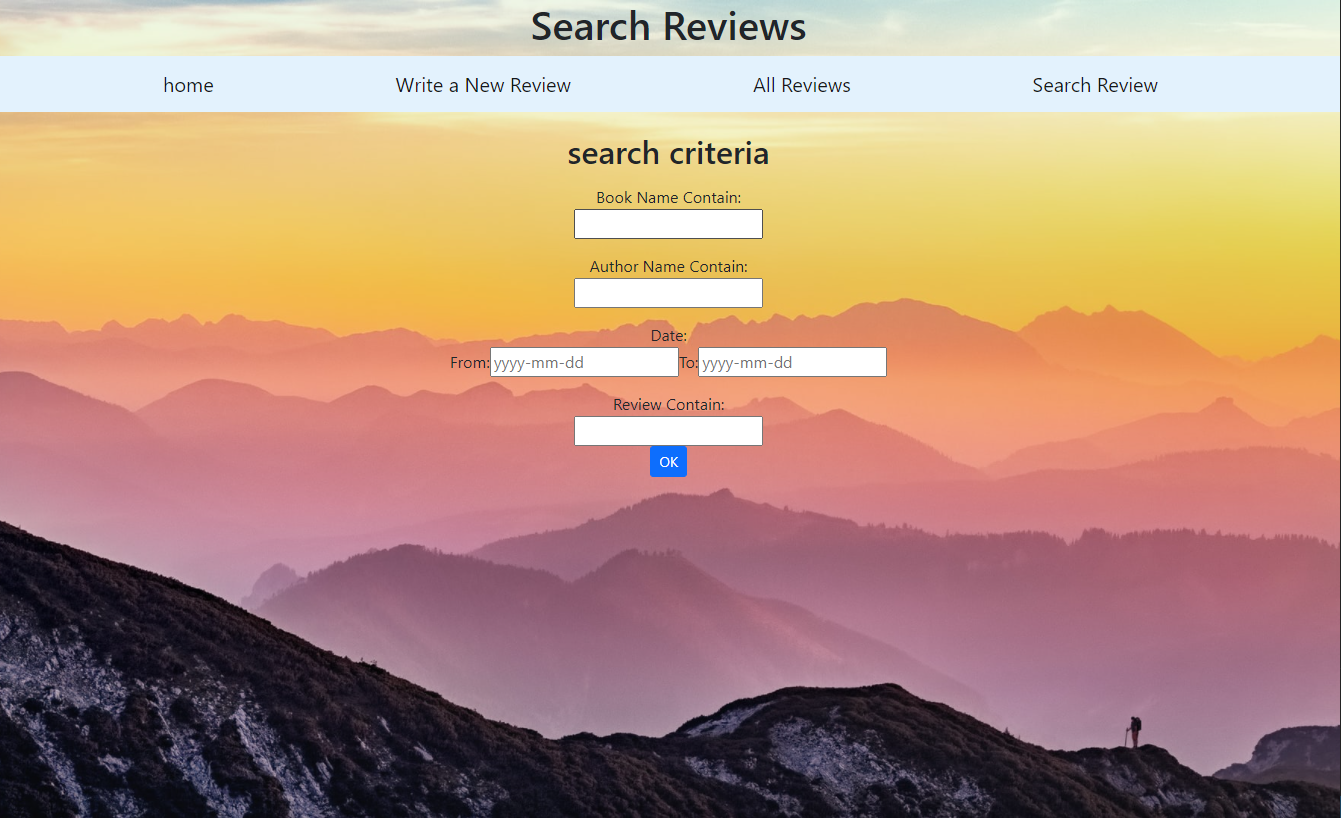 Search Reviews
home Write a New Review All Reviews Search Review
search criteria
Book Name Contain:
Author Name Contain:
Date:
From: yyyy-mm-dd To: yyyy-mm-dd
Review Contain:
OK